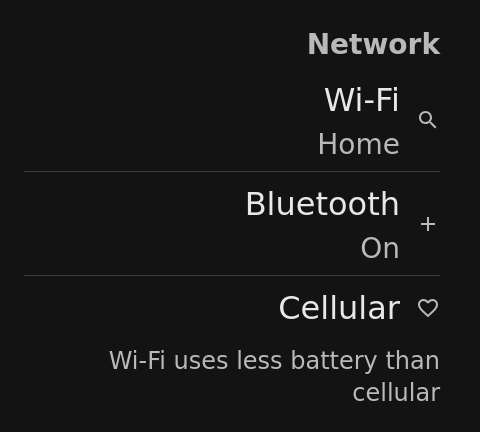 Network
Wi-Fi
Home
Bluetooth
On
Cellular
Wi-Fi uses less battery than
cellular